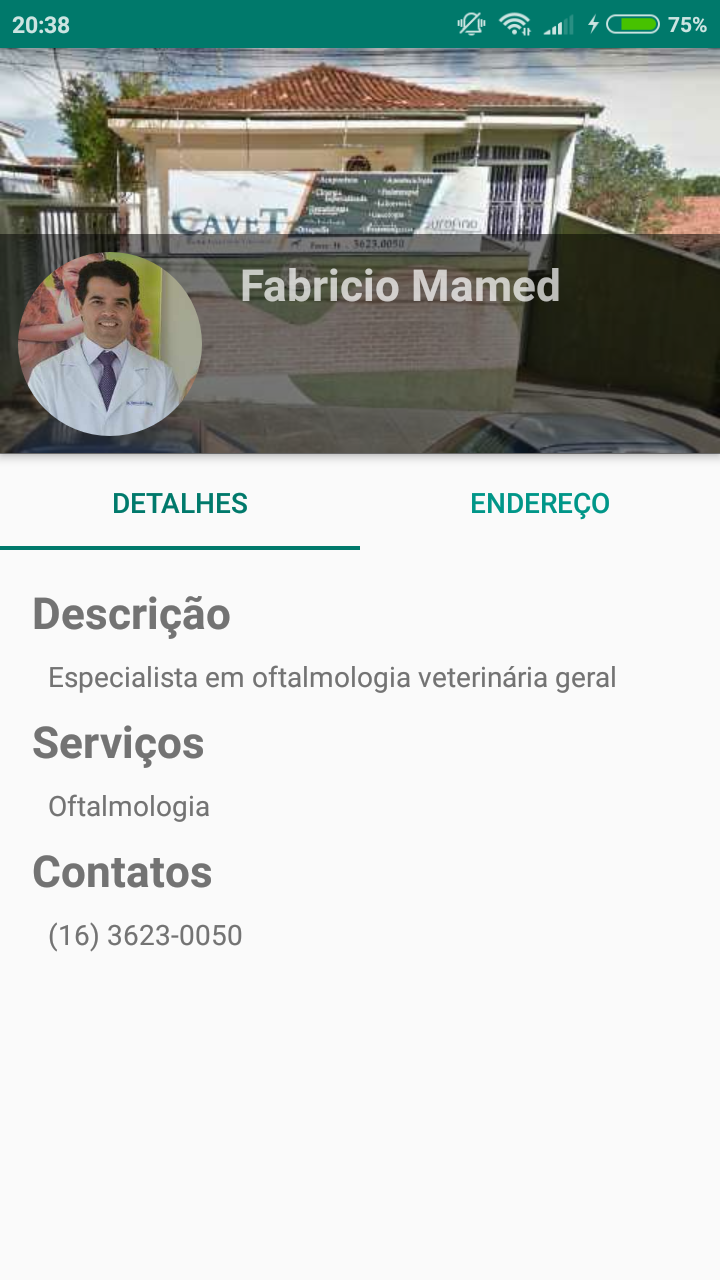 20:38
75%
CAVET
3623.0050
Fabricio Mamed
DETALHES
ENDEREÇO
Descrição
Especialista em oftalmologia veterinária geral
Serviços
Oftalmologia
Contatos
(16) 3623-0050